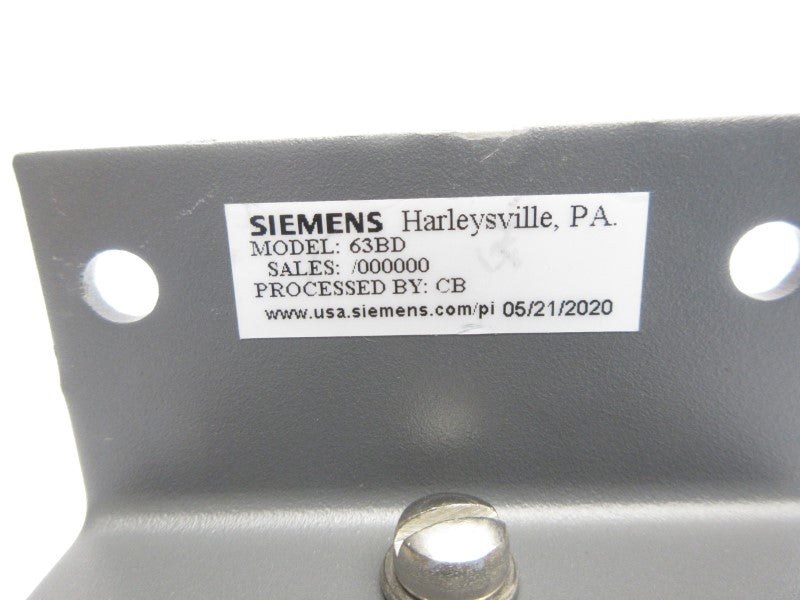 SIEMENS Harleysville, PA.
MODEL: 63BD
SALES: /000000
PROCESSED BY: CB
www.usa.siemens.com/pi 05/21/2020